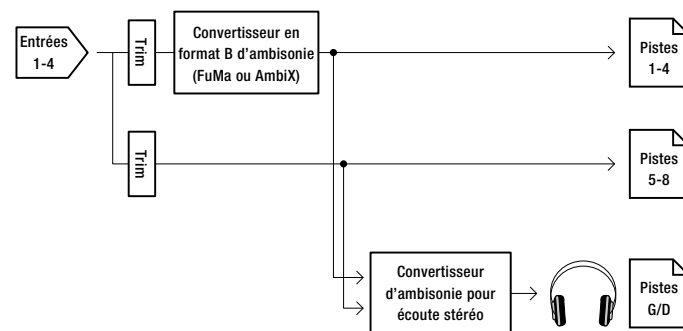 Entrées
1-4
Trim
Convertisseur en
format B d'ambisonie
(FuMa ou AmbiX)
Pistes
1-4
Trim
Pistes
5-8
Convertisseur
d'ambisonie pour
écoute stéréo
Pistes
G/D